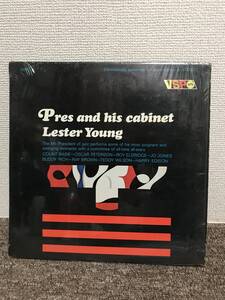 VSP
Pres and his cabinet
Lester Young
The Mr. President of jazz performs some of his most poignant and
swinging moments with a committee of all-time all-stars
COUNT BASIE • OSCAR PETERSON • ROY ELDRIDGE • JO JONES
BUDDY RICH • RAY BROWN • TEDDY WILSON • HARRY EDISON